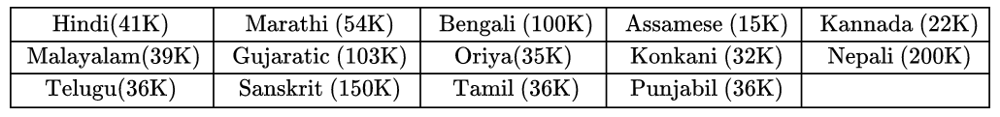 Hindi(41K) Marathi (54K) Bengali (100K) Assamese (15K) Kannada (22K)
Malayalam(39K) Gujaratic (103K) Oriya(35K) Konkani (32K) Nepali (200K)
Telugu(36K) Sanskrit (150K) Tamil (36K) Punjabil (36K)